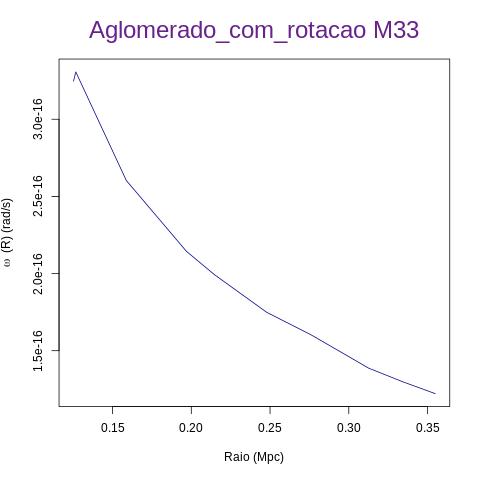 Aglomerado_com_rotacao M33
ω (R) (rad/s)
3.0e-16
2.5e-16
2.0e-16
1.5e-16
0.15 0.20 0.25 0.30 0.35
Raio (Mpc)